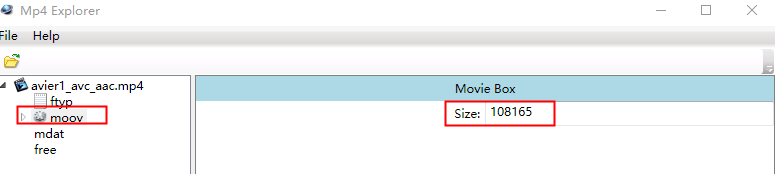 Mp4 Explorer
File Help
avier1_avc_aac.mp4
ftyp
moov
mdat
free
Movie Box
Size: 108165